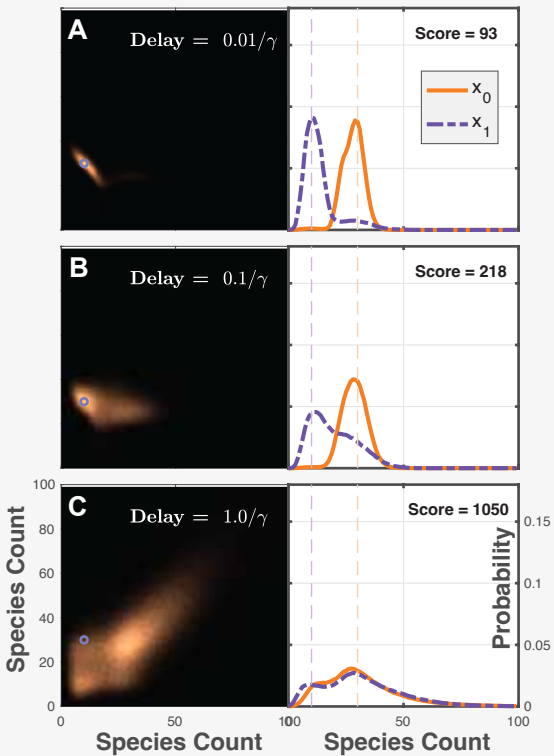 A
Delay = 0.01/γ
Score = 93
x0
x1
B
Delay = 0.1/γ
Score = 218
C
Delay = 1.0/γ
Score = 1050
100
80
60
40
20
0
Species Count
0.15
0.1
0.05
0
Probability
0
50
100
0
50
100
Species Count
Species Count